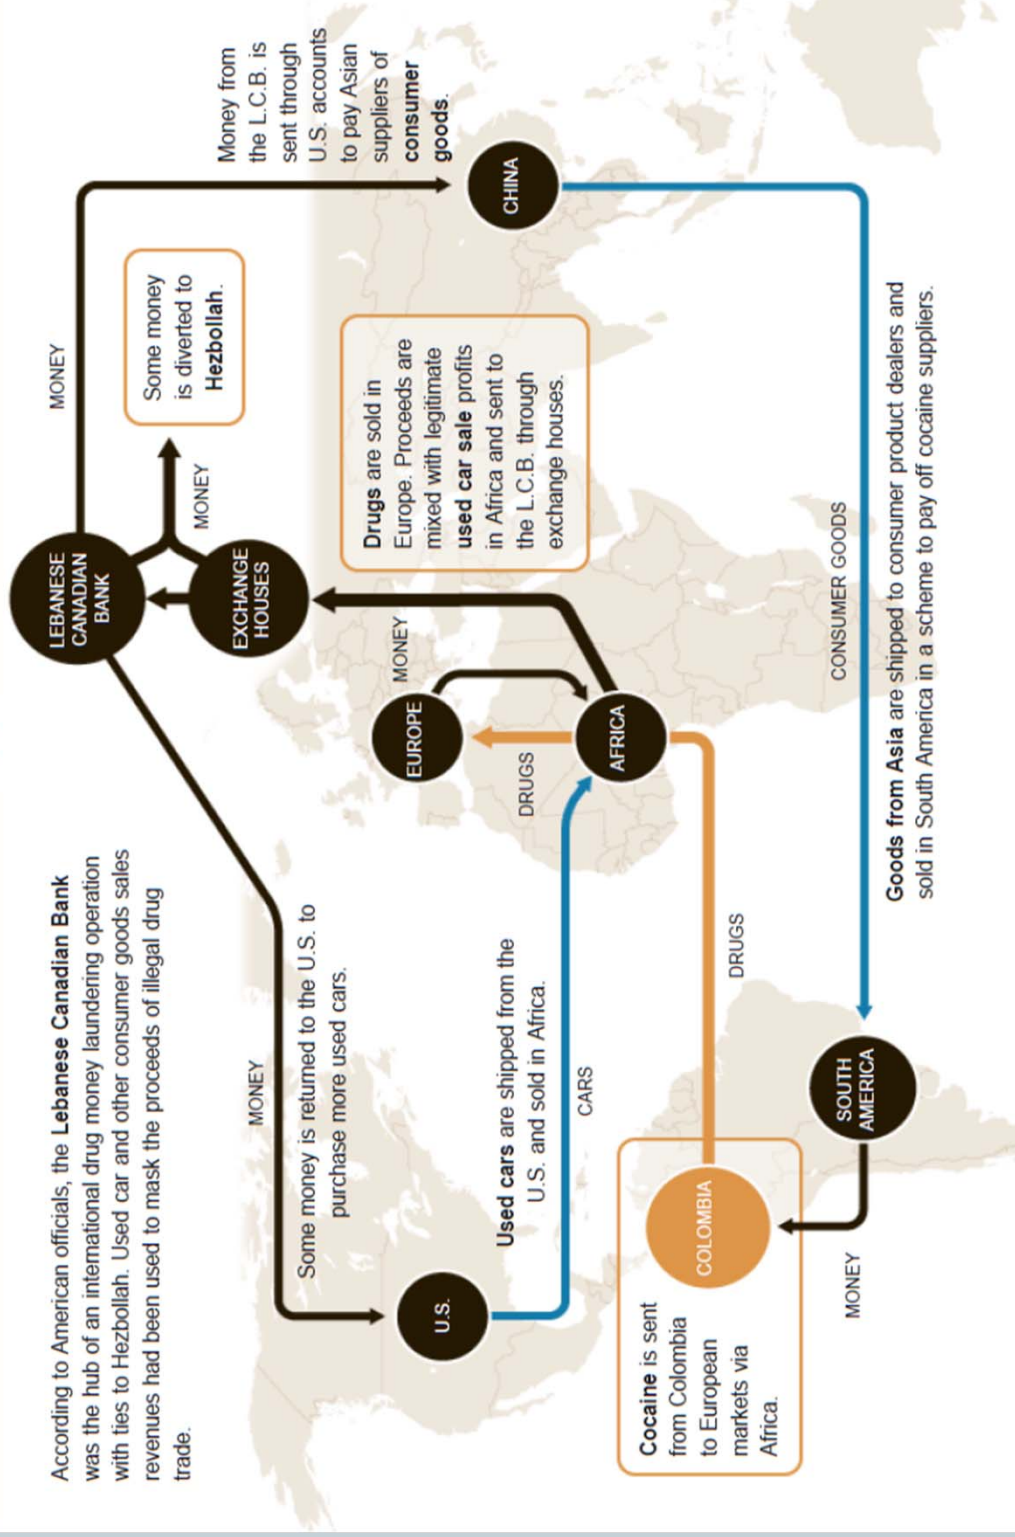 According to American officials, the Lebanese Canadian Bank
was the hub of an international drug money laundering operation
with ties to Hezbollah. Used car and other consumer goods sales
revenues had been used to mask the proceeds of illegal drug
trade.
LEBANESE
CANADIAN
BANK
MONEY
Money from
the L.C.B. is
sent through
U.S. accounts
to pay Asian
suppliers of
consumer
goods.
Some money
is diverted to
Hezbollah.
MONEY
EXCHANGE
HOUSES
MONEY
Some money is returned to the U.S. to
purchase more used cars.
MONEY
EUROPE
Drugs are sold in
Europe. Proceeds are
mixed with legitimate
used car sale profits
in Africa and sent to
the L.C.B. through
exchange houses.
CHINA
U.S.
Used cars are shipped from the
U.S. and sold in Africa.
CARS
DRUGS
AFRICA
Cocaine is sent
from Colombia
to European
markets via
Africa.
COLOMBIA
DRUGS
MONEY
SOUTH
AMERICA
CONSUMER GOODS
Goods from Asia are shipped to consumer product dealers and
sold in South America in a scheme to pay off cocaine suppliers.